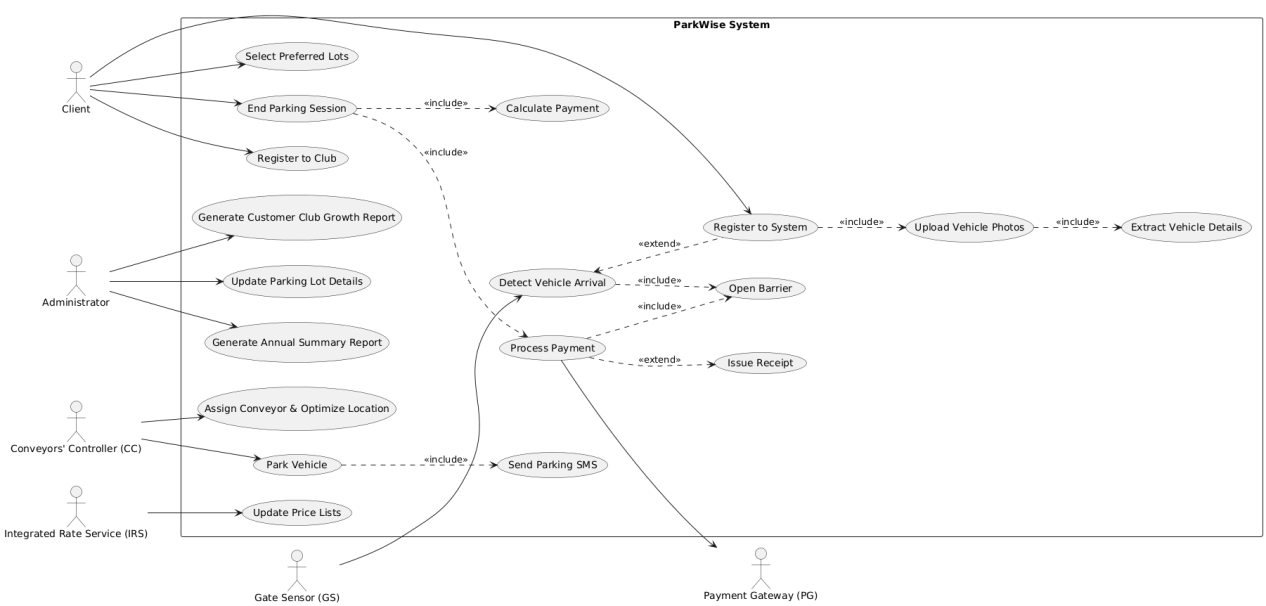 ParkWise System
Select Preferred Lots
Client
End Parking Session
«include»
Calculate Payment
«include»
Register to Club
Generate Customer Club Growth Report
Register to System
«include»
Upload Vehicle Photos
«include»
Extract Vehicle Details
«extend»
Administrator
Update Parking Lot Details
Detect Vehicle Arrival
«include»
Open Barrier
«include»
Generate Annual Summary Report
Process Payment
«extend»
Issue Receipt
Assign Conveyor & Optimize Location
Conveyors' Controller (CC)
Park Vehicle
«include»
Send Parking SMS
Update Price Lists
Integrated Rate Service (IRS)
Gate Sensor (GS)
Payment Gateway (PG)